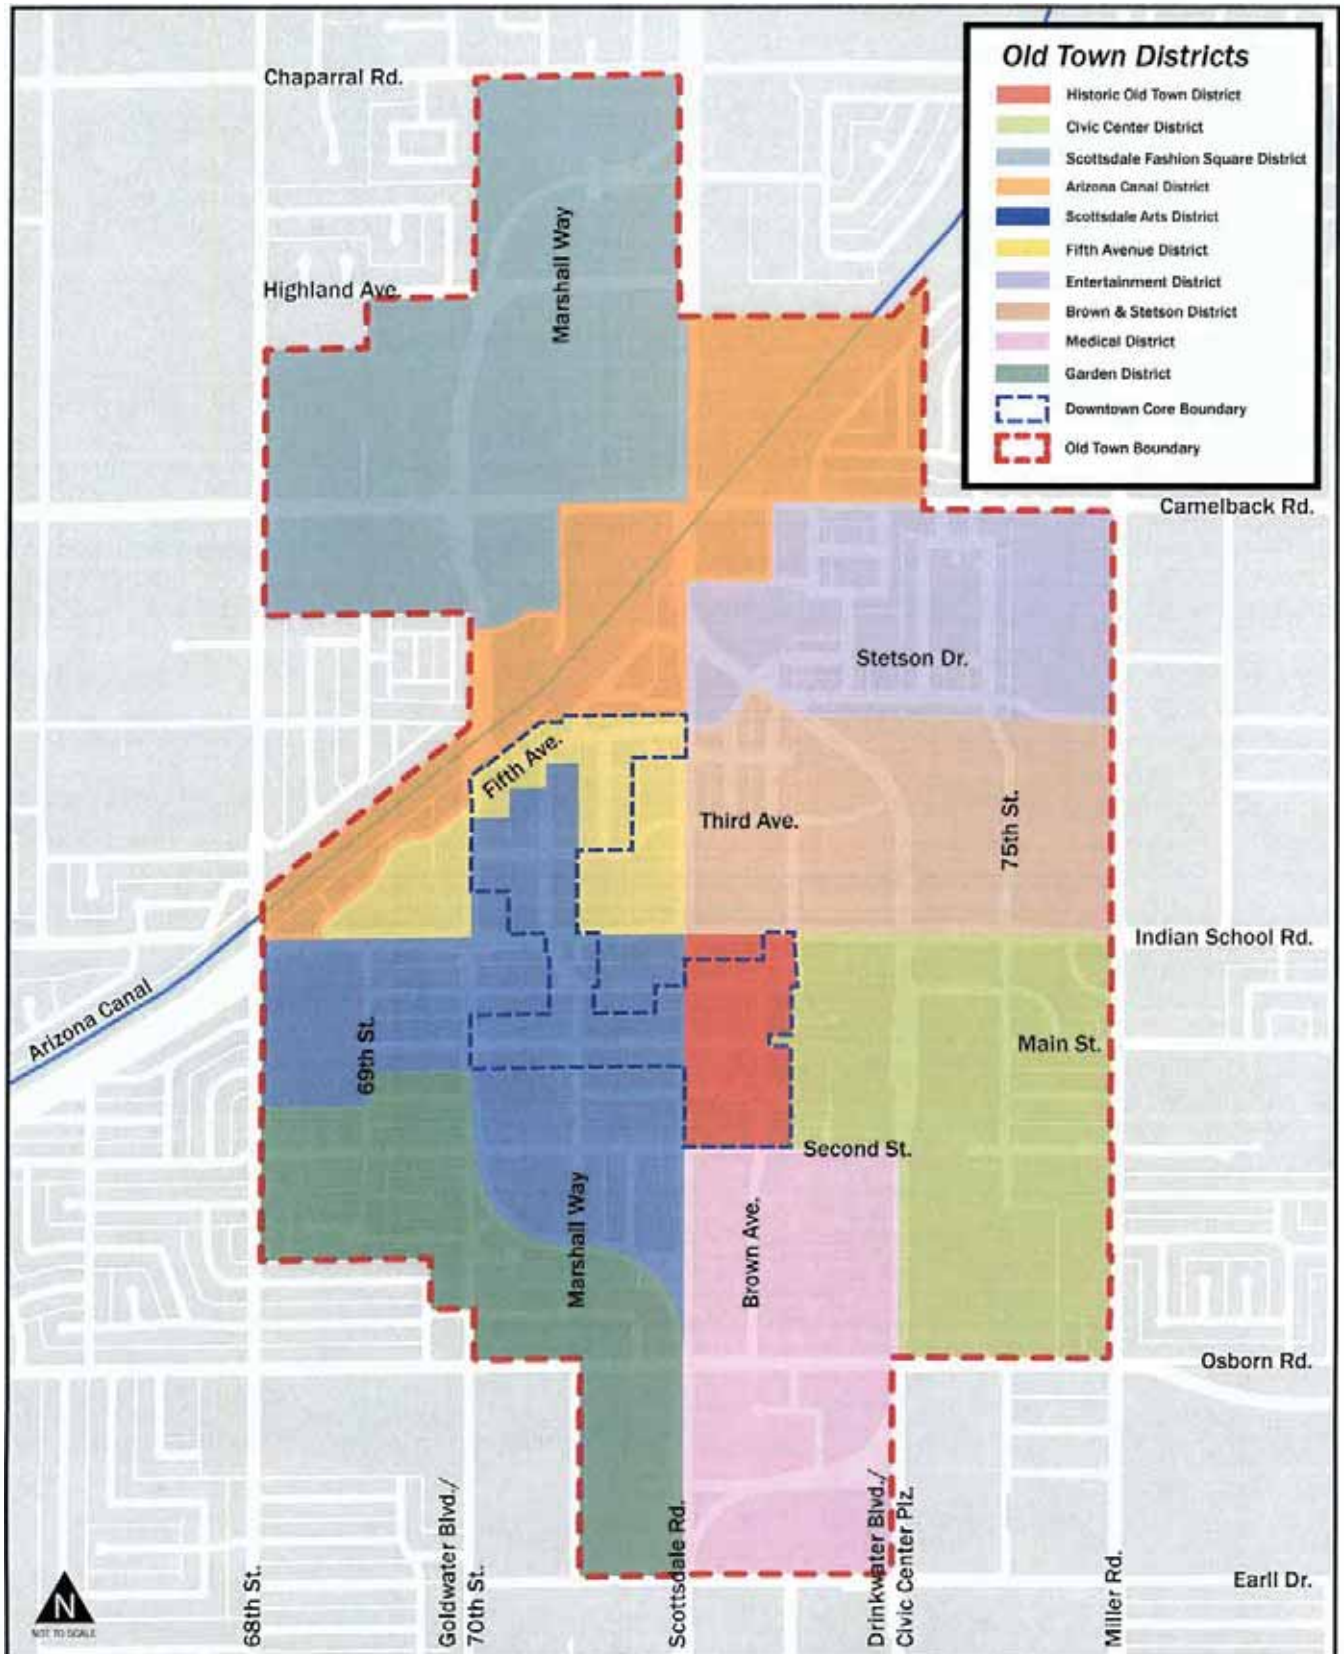 Old Town Districts
Historic Old Town District
Civic Center District
Scottsdale Fashion Square District
Arizona Canal District
Scottsdale Arts District
Fifth Avenue District
Entertainment District
Brown & Stetson District
Medical District
Garden District
Downtown Core Boundary
Old Town Boundary
Chaparral Rd.
Marshall Way
Highland Ave
Camelback Rd.
Stetson Dr.
Fifth Ave.
Third Ave.
75th St.
Indian School Rd.
Arizona Canal
69th St.
Main St.
Second St.
Marshall Way
Brown Ave.
Osborn Rd.
Earll Dr.
68th St.
Goldwater Blvd./
70th St.
Scottsdale Rd.
Drinkwater Blvd./
Civic Center Plz.
Miller Rd.
N
NOT TO SCALE